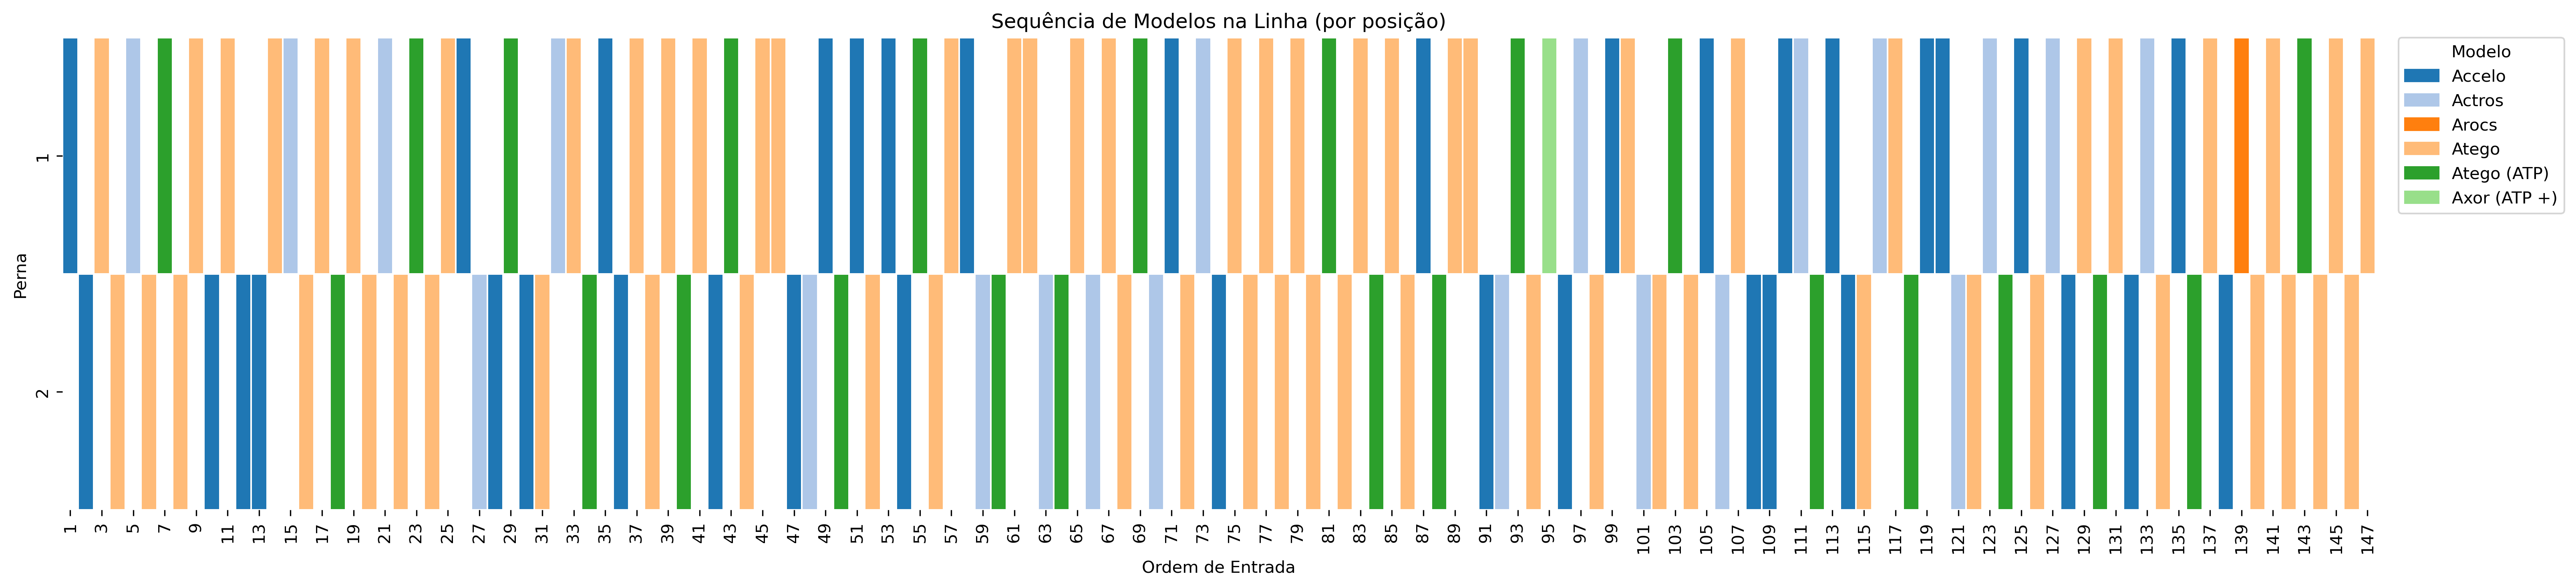 Sequência de Modelos na Linha (por posição)
Modelo
Accelo
Actros
Arocs
Atego
Atego (ATP)
Axor (ATP +)
Perna
1
2
1 3 5 7 9 11 13 15 17 19 21 23 25 27 29 31 33 35 37 39 41 43 45 47 49 51 53 55 57 59 61 63 65 67 69 71 73 75 77 79 81 83 85 87 89 91 93 95 97 99 101 103 105 107 109 111 113 115 117 119 121 123 125 127 129 131 133 135 137 139 141 143 145 147
Ordem de Entrada